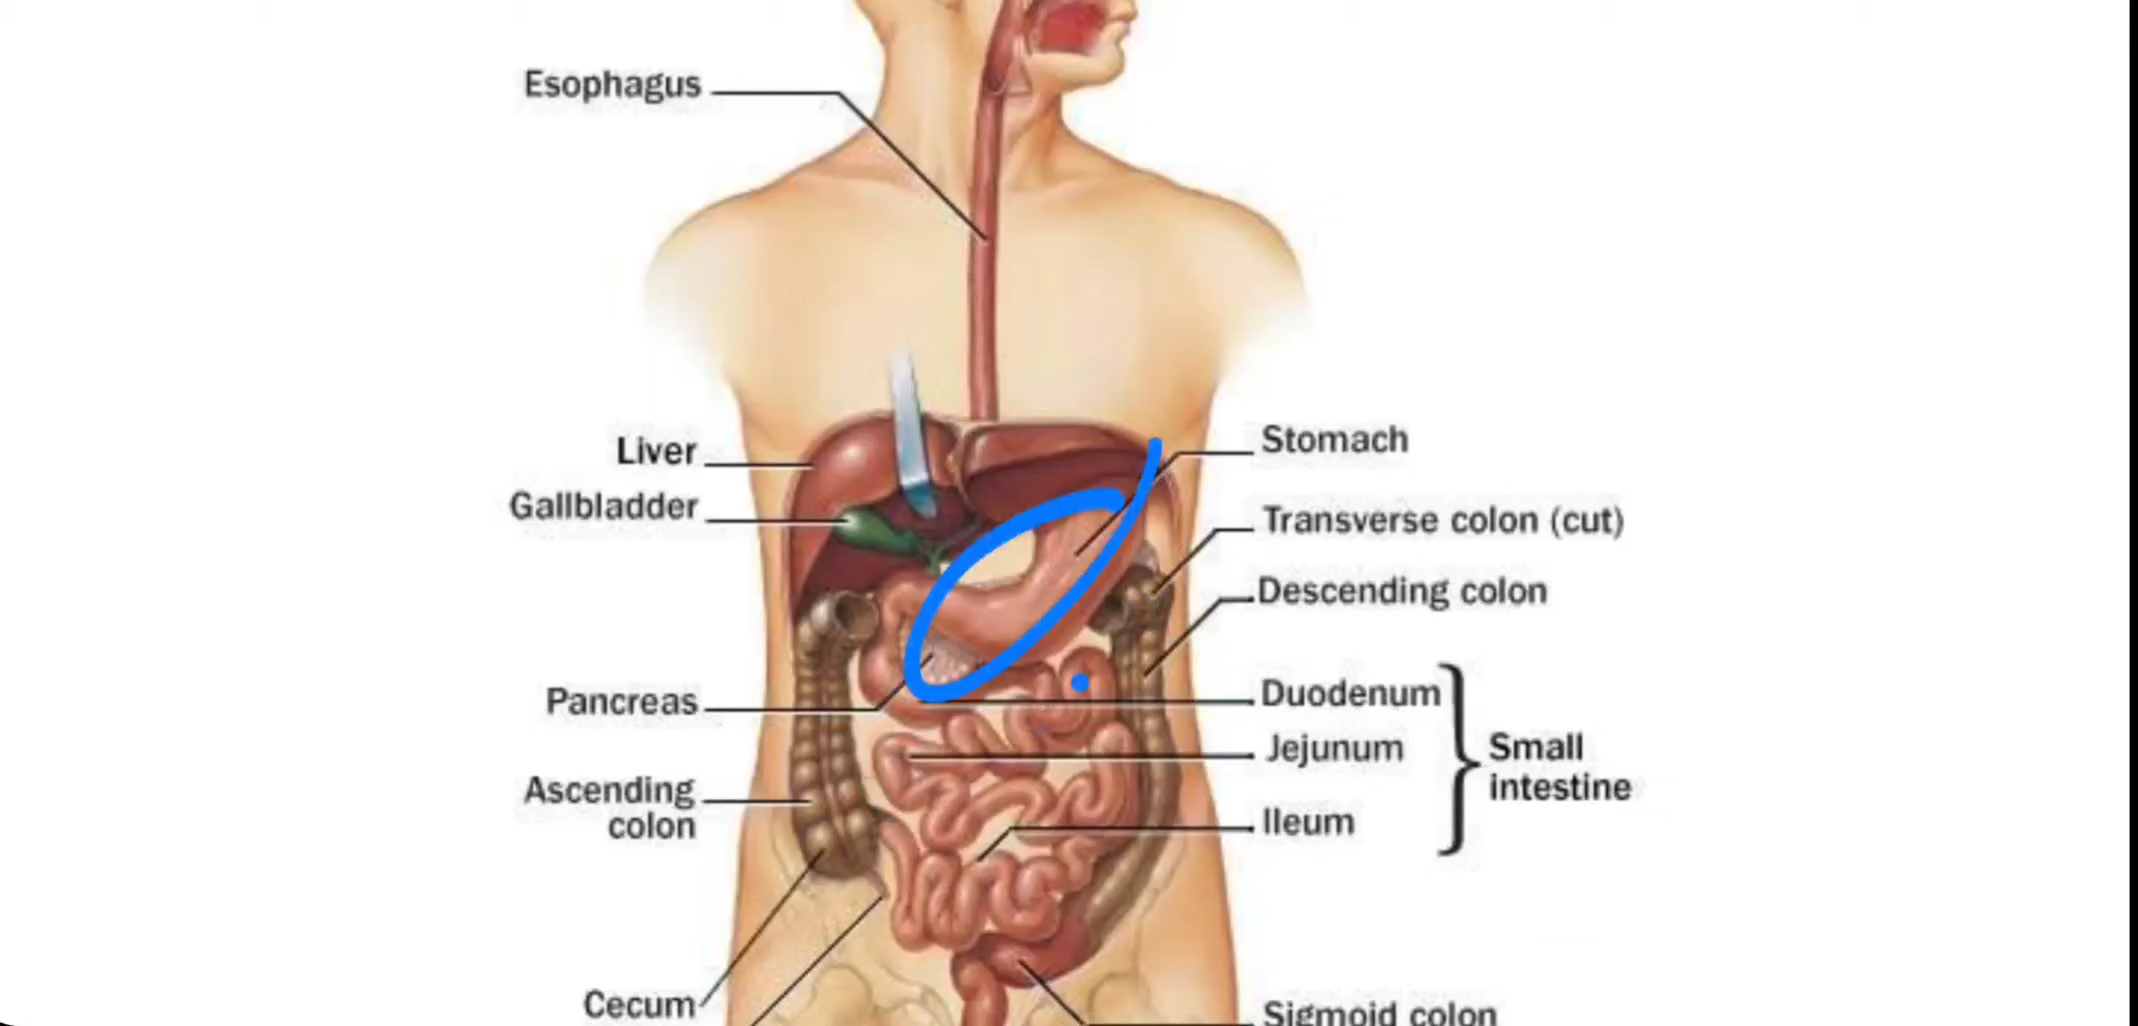 Esophagus
Liver
Gallbladder
Pancreas
Ascending
colon
Cecum
Stomach
Transverse colon (cut)
Descending colon
Duodenum
Jejunum
Ileum
Small
intestine
Sigmoid colon